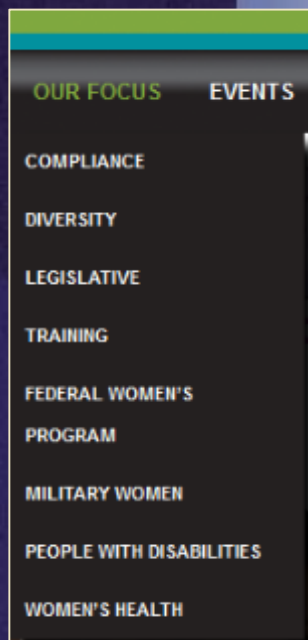 OUR FOCUS EVENTS
COMPLIANCE
DIVERSITY
LEGISLATIVE
TRAINING
FEDERAL WOMEN'S
PROGRAM
MILITARY WOMEN
PEOPLE WITH DISABILITIES
WOMEN'S HEALTH